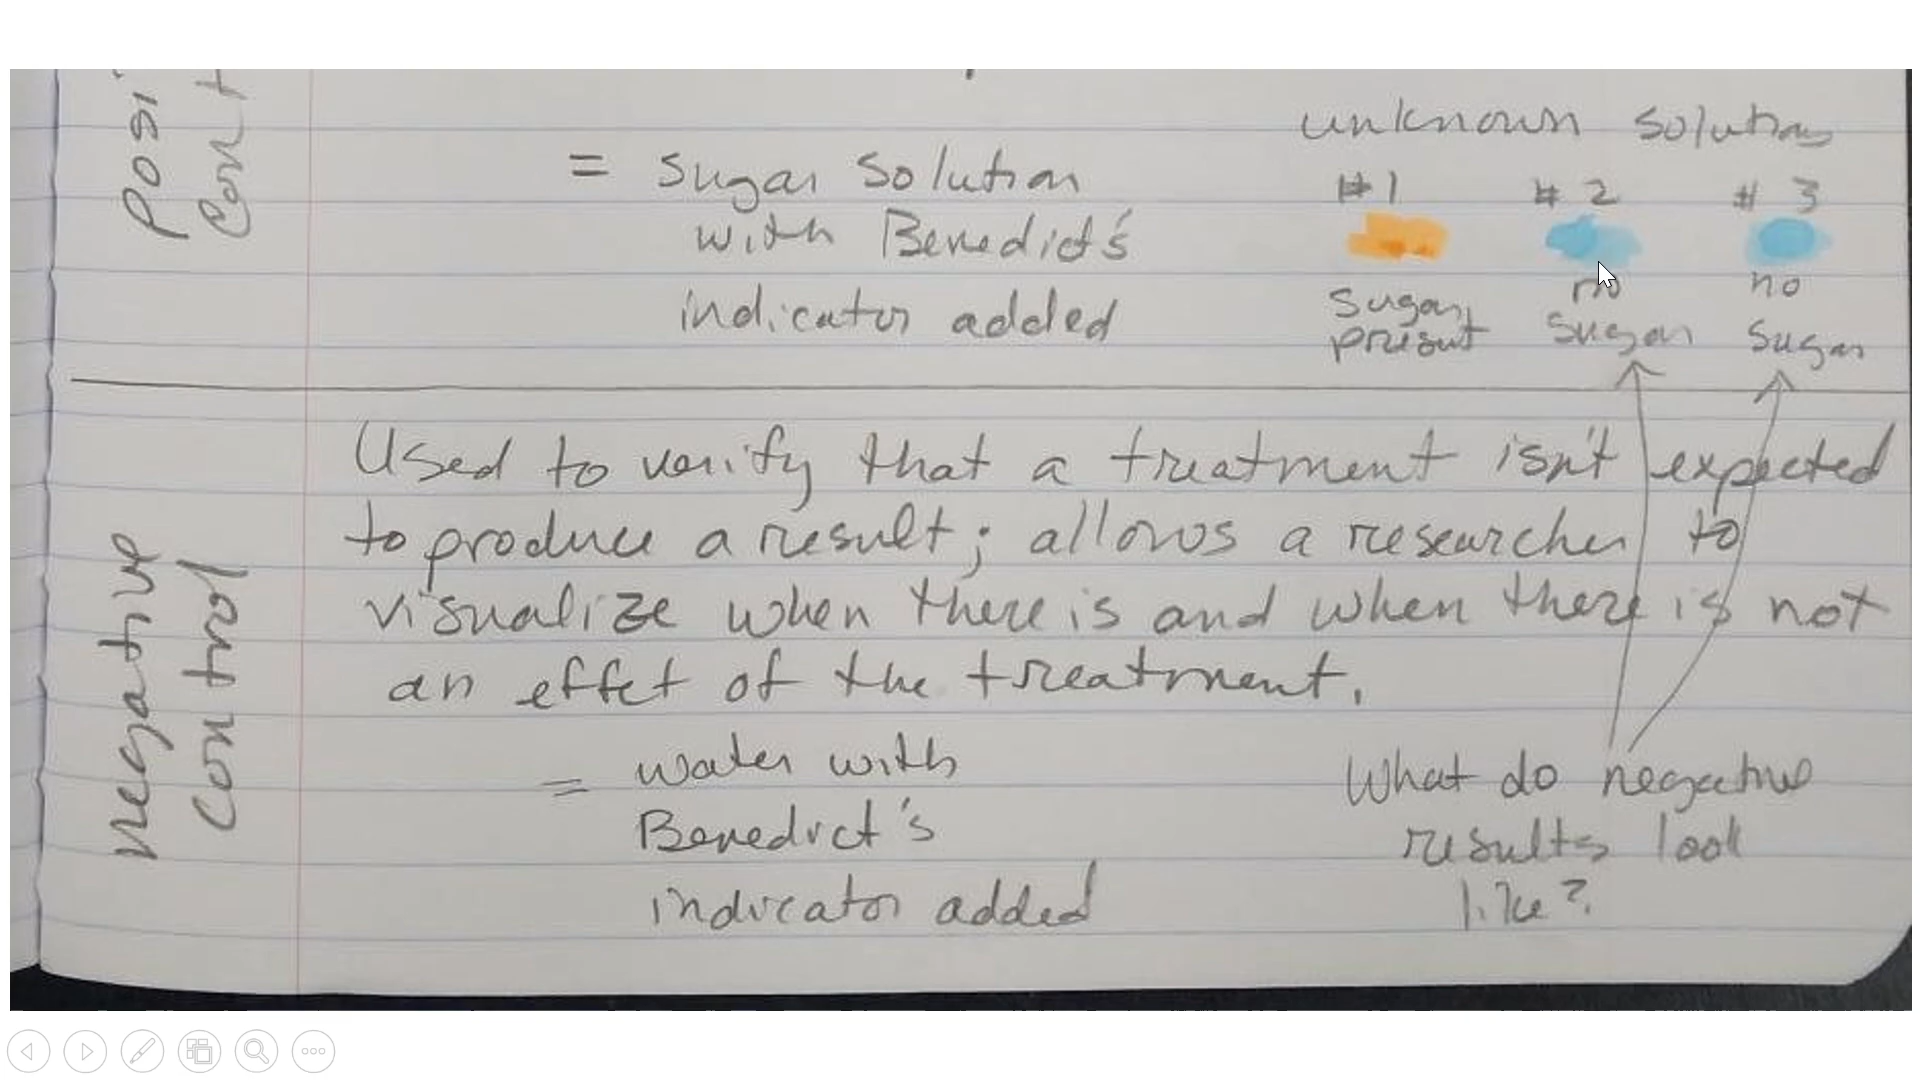 Posi
Cont
= Sugar Solution
with Benedict's
indicator added
unknown solutions
#1 #2 #3
Sugar present
no Sugar
no Sugar
Negative
Control
Used to verify that a treatment isn't expected
to produce a result; allows a researcher to
visualize when there is and when there is not
an effet of the treatment.
= water with
Benedict's
indicator added
What do negative
results look
like?